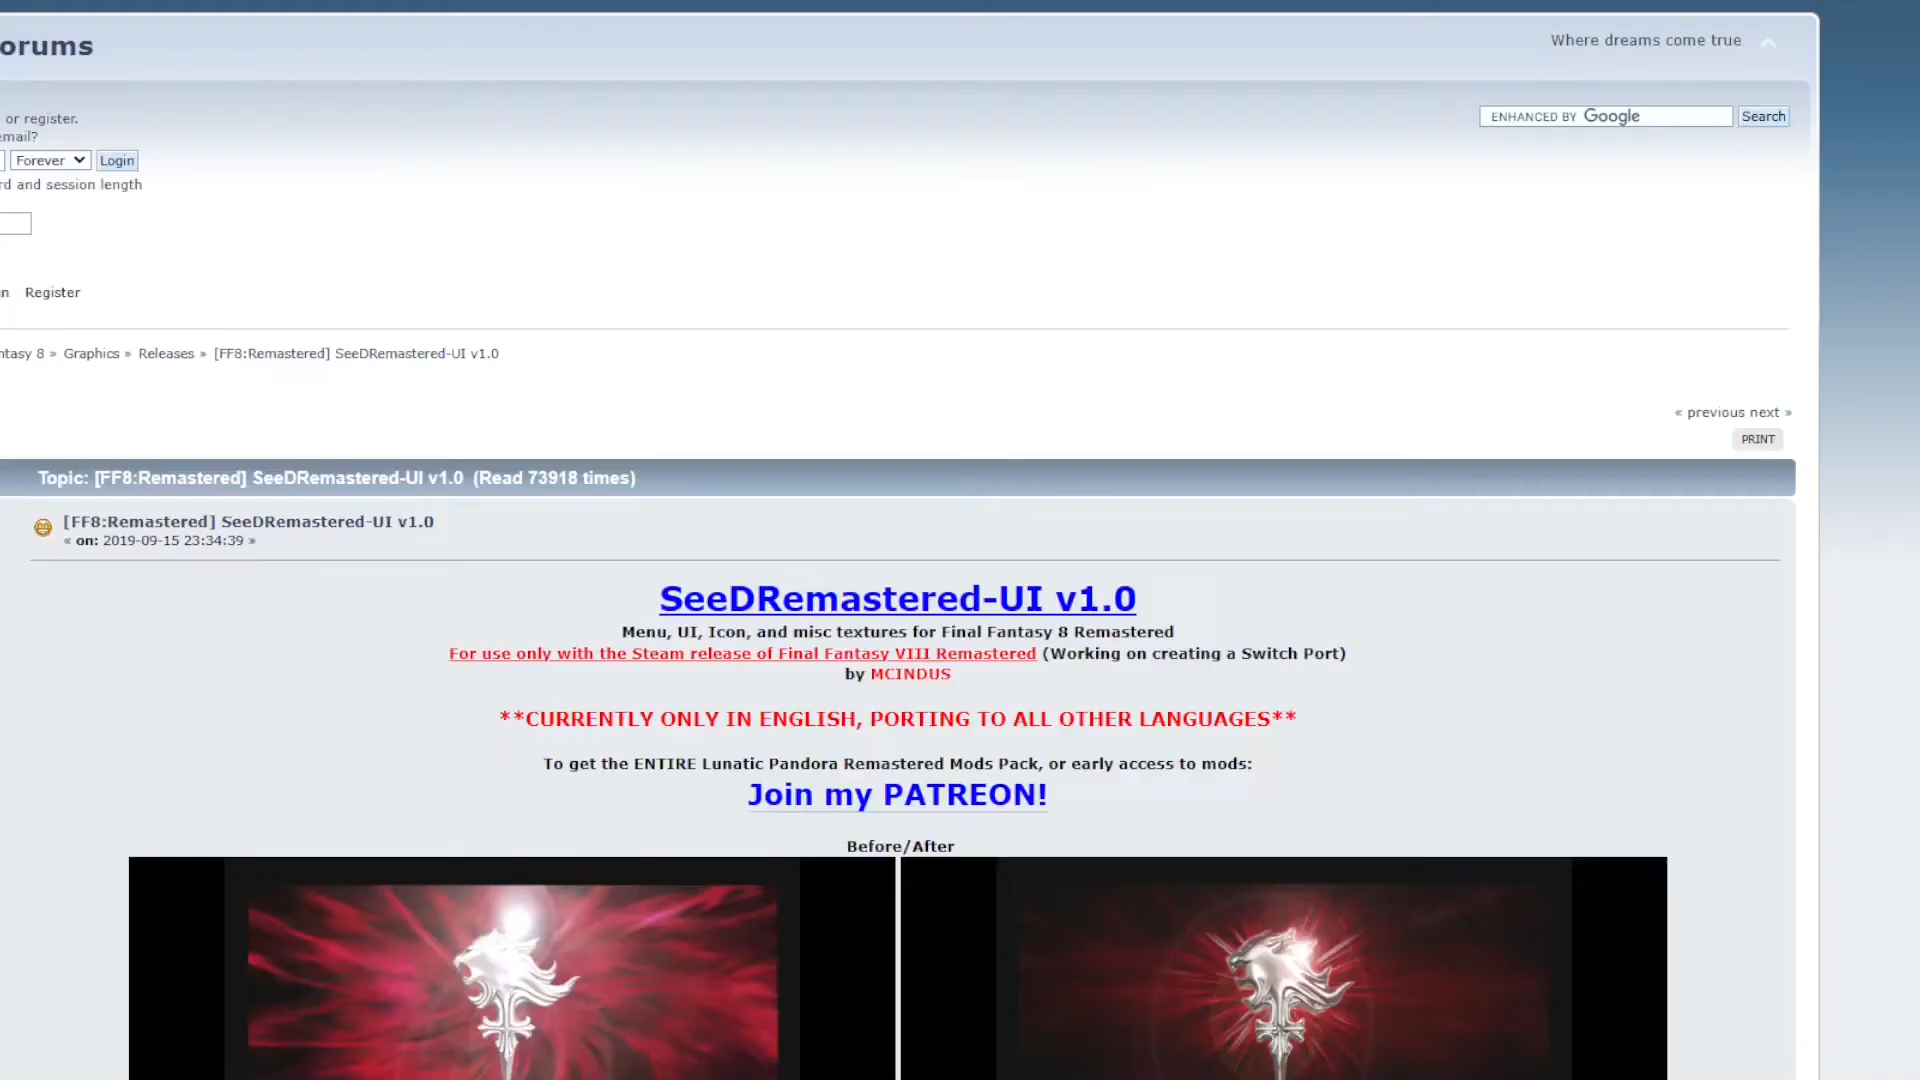 orums
Where dreams come true
or register.
email?
ENHANCED BY Google Search
Forever Login
rd and session length
n Register
ntasy 8 » Graphics » Releases » [FF8:Remastered] SeeDRemastered-UI v1.0
« previous next »
PRINT
Topic: [FF8:Remastered] SeeDRemastered-UI v1.0 (Read 73918 times)
[FF8:Remastered] SeeDRemastered-UI v1.0
« on: 2019-09-15 23:34:39 »
SeeDRemastered-UI v1.0
Menu, UI, Icon, and misc textures for Final Fantasy 8 Remastered
For use only with the Steam release of Final Fantasy VIII Remastered (Working on creating a Switch Port)
by MCINDUS
**CURRENTLY ONLY IN ENGLISH, PORTING TO ALL OTHER LANGUAGES**
To get the ENTIRE Lunatic Pandora Remastered Mods Pack, or early access to mods:
Join my PATREON!
Before/After